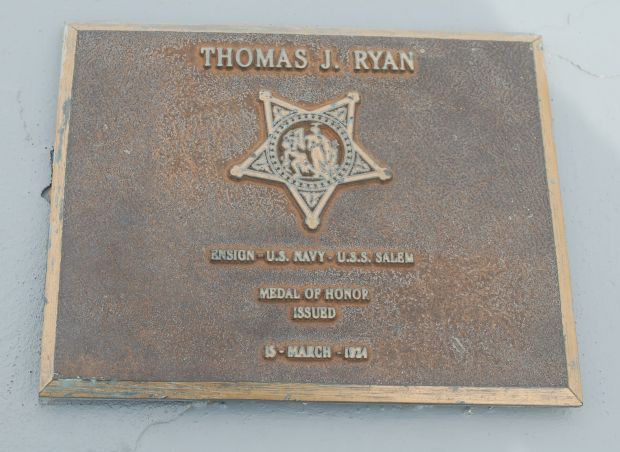 THOMAS J. RYAN
ENSIGN - U.S. NAVY - U.S.S. SALEM
MEDAL OF HONOR
ISSUED
15 - MARCH - 1924